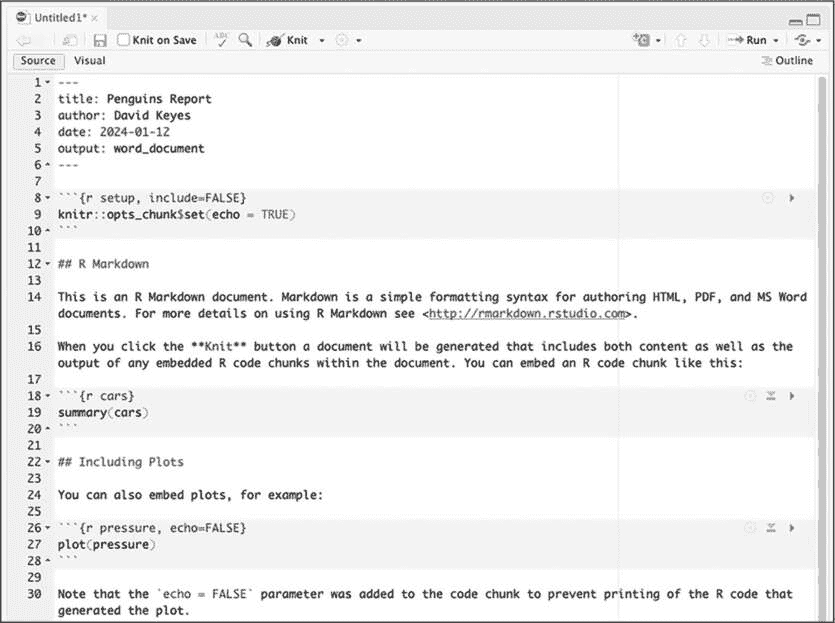 Untitled1*
Knit on Save ABC Knit Run
Source Visual Outline
1 ---
2 title: Penguins Report
3 author: David Keyes
4 date: 2024-01-12
5 output: word_document
6 ---
7
8 ```{r setup, include=FALSE}
9 knitr::opts_chunk$set(echo = TRUE)
10 ```
11
12 ## R Markdown
13
14 This is an R Markdown document. Markdown is a simple formatting syntax for authoring HTML, PDF, and MS Word
documents. For more details on using R Markdown see <http://rmarkdown.rstudio.com>.
15
16 When you click the **Knit** button a document will be generated that includes both content as well as the
output of any embedded R code chunks within the document. You can embed an R code chunk like this:
17
18 ```{r cars}
19 summary(cars)
20 ```
21
22 ## Including Plots
23
24 You can also embed plots, for example:
25
26 ```{r pressure, echo=FALSE}
27 plot(pressure)
28 ```
29
30 Note that the `echo = FALSE` parameter was added to the code chunk to prevent printing of the R code that
generated the plot.